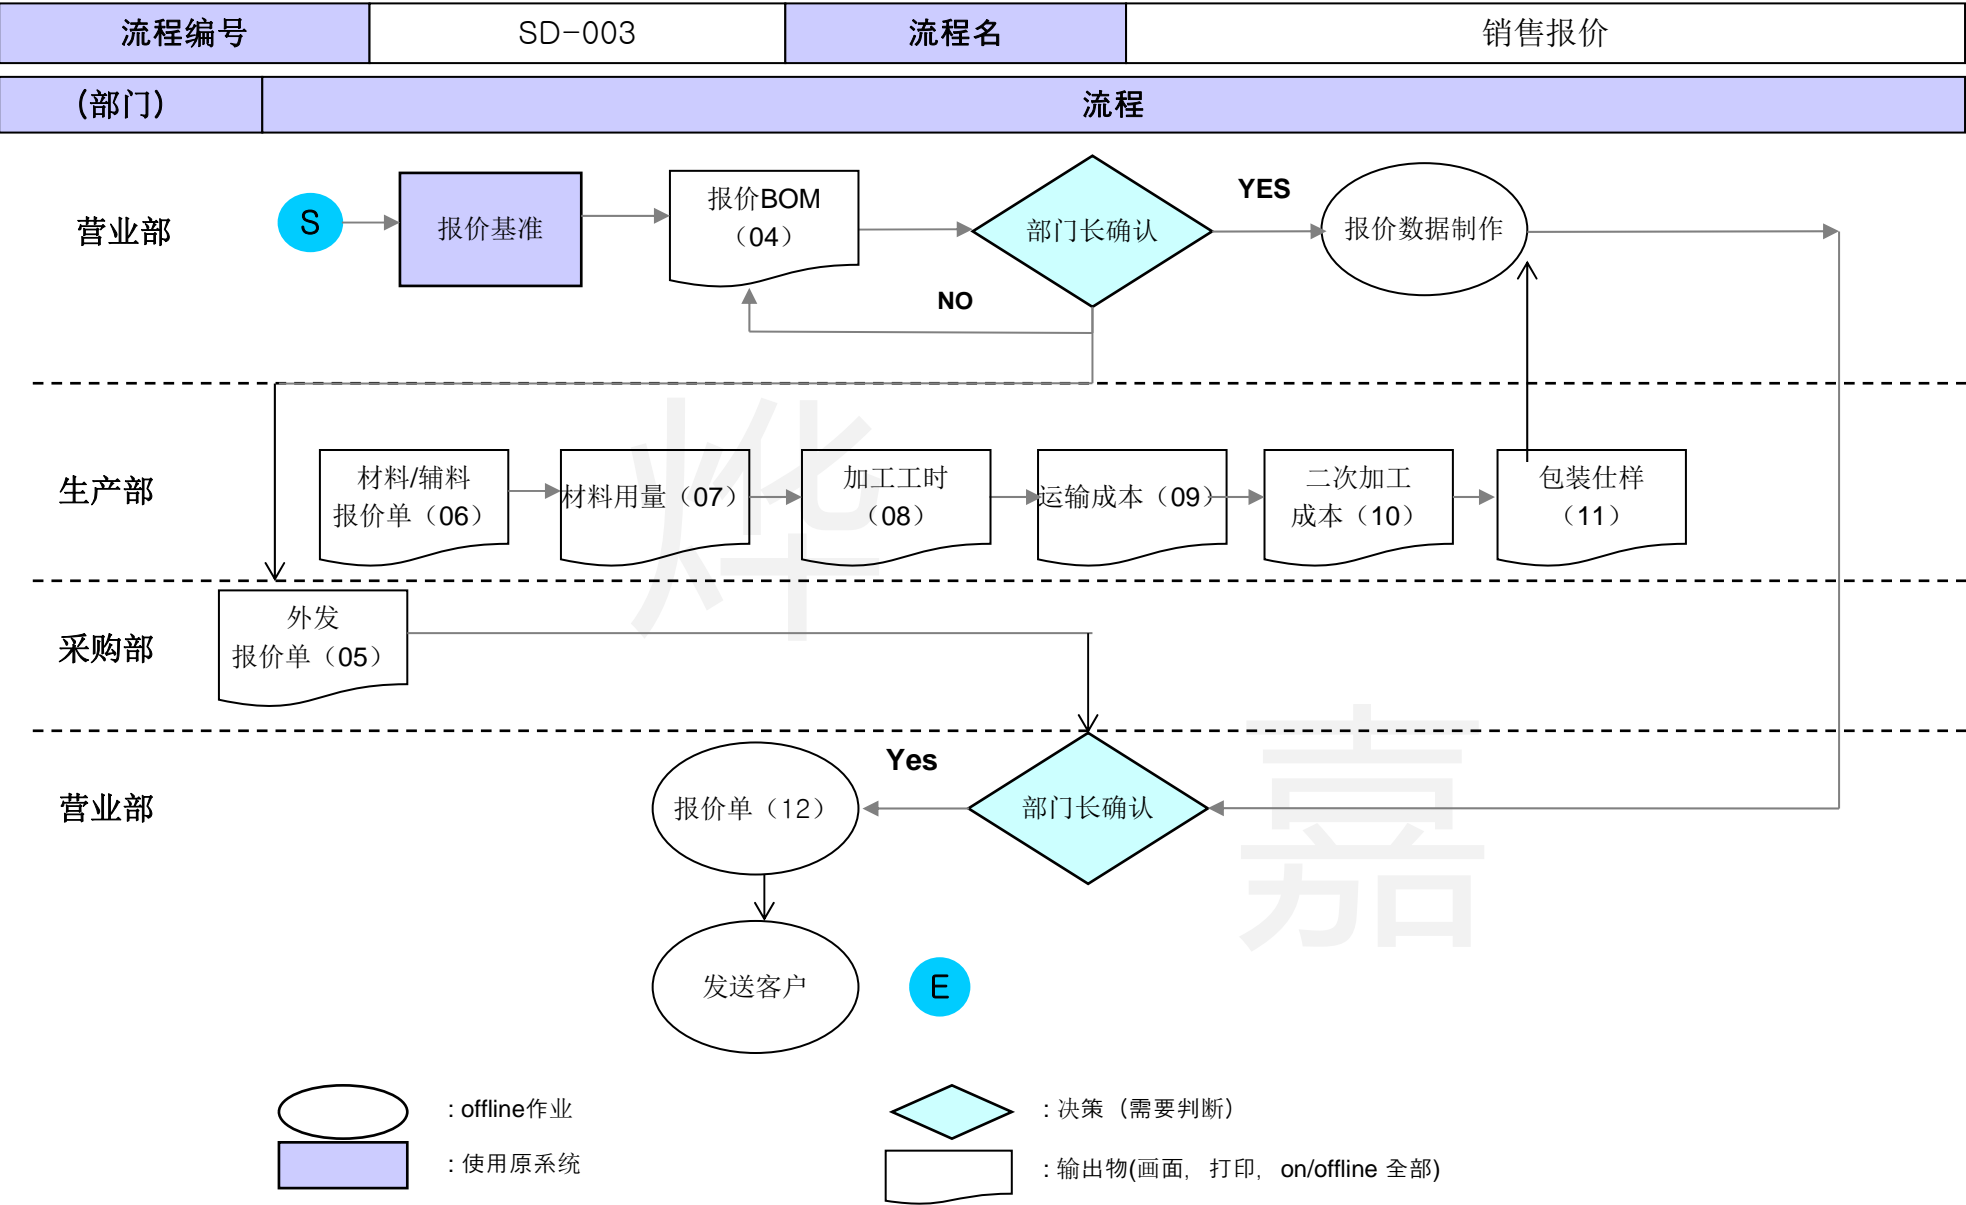 流程编号
SD-003
流程名
销售报价
(部门)
流程
营业部
S
报价基准
报价BOM
（04）
部门长确认
YES
报价数据制作
NO
生产部
材料/辅料
报价单（06）
材料用量（07）
加工工时
（08）
运输成本（09）
二次加工
成本（10）
包装仕样
（11）
采购部
外发
报价单（05）
营业部
报价单（12）
Yes
部门长确认
发送客户
E
: offline作业
: 决策（需要判断）
: 使用原系统
: 输出物(画面, 打印, on/offline 全部)
烨
嘉